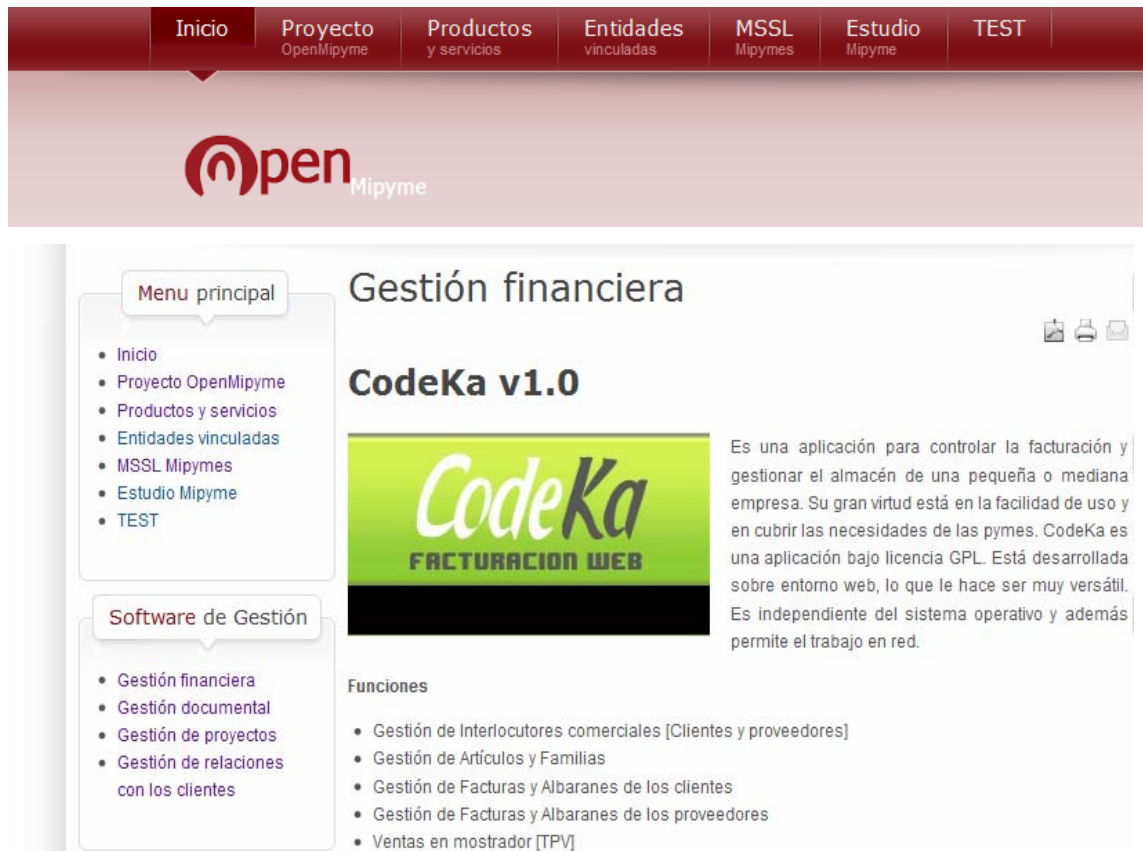 Inicio
Proyecto
OpenMipyme
Productos
y servicios
Entidades
vinculadas
MSSL
Mipymes
Estudio
Mipyme
TEST
Open
Mipyme
Menu principal
Inicio
Proyecto OpenMipyme
Productos y servicios
Entidades vinculadas
MSSL Mipymes
Estudio Mipyme
TEST
Software de Gestión
Gestión financiera
Gestión documental
Gestión de proyectos
Gestión de relaciones
con los clientes
Gestión financiera
CodeKa v1.0
CodeKa
FACTURACION WEB
Es una aplicación para controlar la facturación y
gestionar el almacén de una pequeña o mediana
empresa. Su gran virtud está en la facilidad de uso y
en cubrir las necesidades de las pymes. CodeKa es
una aplicación bajo licencia GPL. Está desarrollada
sobre entorno web, lo que le hace ser muy versátil.
Es independiente del sistema operativo y además
permite el trabajo en red.
Funciones
Gestión de Interlocutores comerciales [Clientes y proveedores]
Gestión de Artículos y Familias
Gestión de Facturas y Albaranes de los clientes
Gestión de Facturas y Albaranes de los proveedores
Ventas en mostrador [TPV]